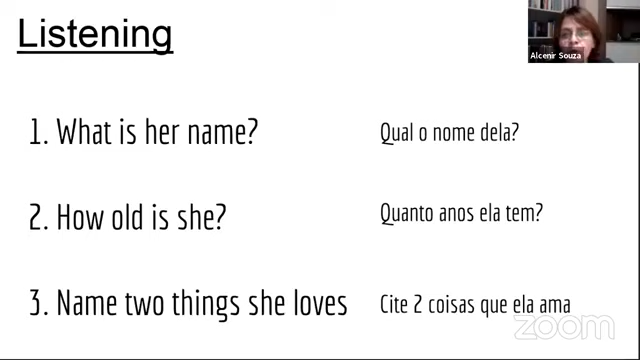 Listening
Alcenir Souza
1. What is her name?
Qual o nome dela?
2. How old is she?
Quanto anos ela tem?
3. Name two things she loves
Cite 2 coisas que ela ama
zoom